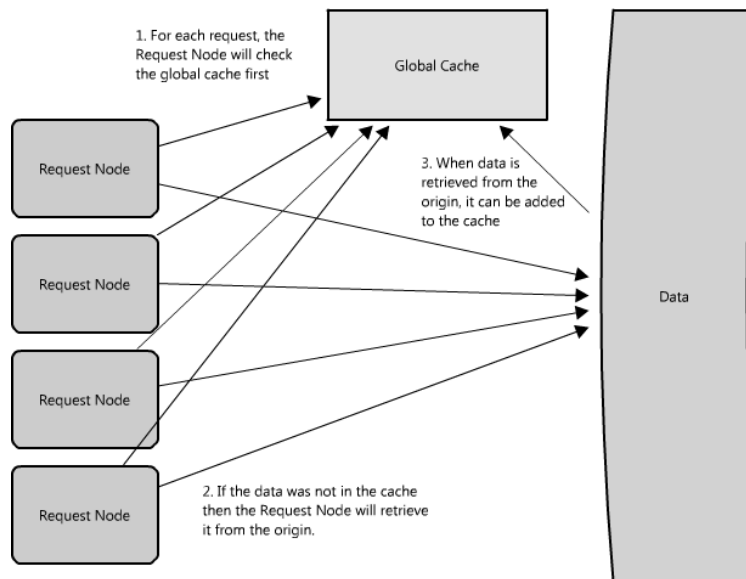 1. For each request, the
Request Node will check
the global cache first
Global Cache
Request Node
3. When data is
retrieved from the
origin, it can be added
to the cache
Request Node
Data
Request Node
Request Node
2. If the data was not in the cache
then the Request Node will retrieve
it from the origin.